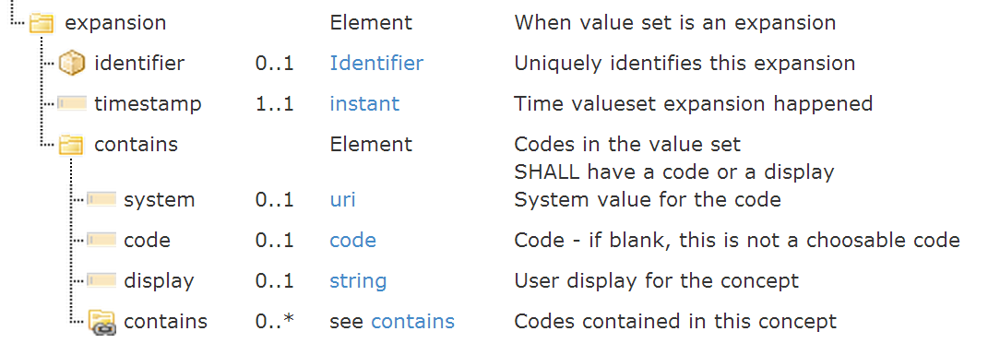 expansion Element When value set is an expansion
identifier 0..1 Identifier Uniquely identifies this expansion
timestamp 1..1 instant Time valueset expansion happened
contains Element Codes in the value set
SHALL have a code or a display
system 0..1 uri System value for the code
code 0..1 code Code - if blank, this is not a choosable code
display 0..1 string User display for the concept
contains 0..* see contains Codes contained in this concept